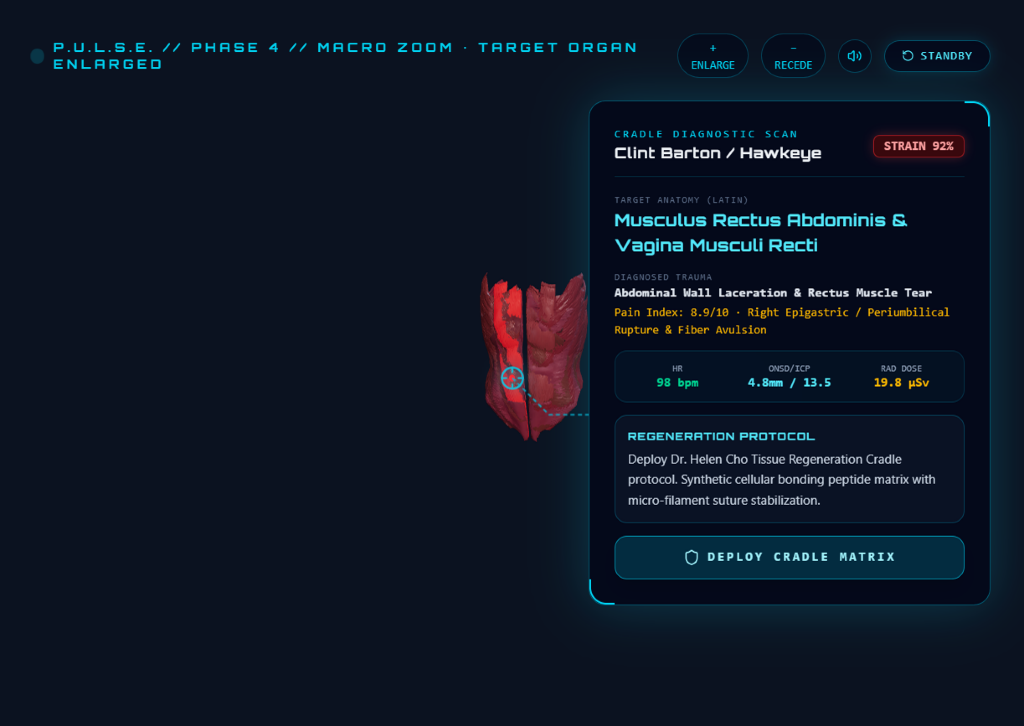 P.U.L.S.E. // PHASE 4 // MACRO ZOOM · TARGET ORGAN
ENLARGED
+
ENLARGE
−
RECEDE
STANDBY
CRADLE DIAGNOSTIC SCAN
Clint Barton / Hawkeye
STRAIN 92%
TARGET ANATOMY (LATIN)
Musculus Rectus Abdominis &
Vagina Musculi Recti
DIAGNOSED TRAUMA
Abdominal Wall Laceration & Rectus Muscle Tear
Pain Index: 8.9/10 · Right Epigastric / Periumbilical
Rupture & Fiber Avulsion
HR
98 bpm
ONSD/ICP
4.8mm / 13.5
RAD DOSE
19.8 μSv
REGENERATION PROTOCOL
Deploy Dr. Helen Cho Tissue Regeneration Cradle
protocol. Synthetic cellular bonding peptide matrix with
micro-filament suture stabilization.
DEPLOY CRADLE MATRIX